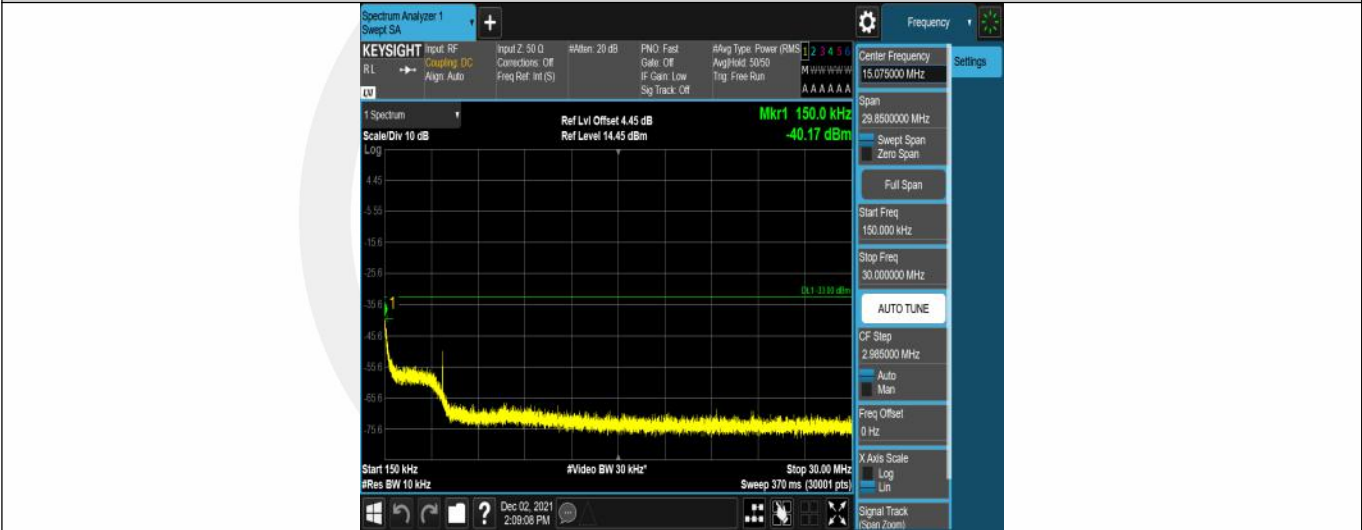 Spectrum Analyzer 1
Swept SA
+
Frequency
KEYSIGHT
RL
LXI
Input: RF
Coupling: DC
Align: Auto
Input Z: 50 Ω
Corrections: Off
Freq Ref: Int (S)
#Atten: 20 dB
PNO: Fast
Gate: Off
IF Gain: Low
Sig Track: Off
#Avg Type: Power (RMS
Avg|Hold: 50/50
Trig: Free Run
1 2 3 4 5 6
M W W W W W
A A A A A A
1 Spectrum
Scale/Div 10 dB
Log
Ref Lvl Offset 4.45 dB
Ref Level 14.45 dBm
Mkr1 150.0 kHz
-40.17 dBm
4.45
-5.55
-15.6
-25.6
-35.6
-45.6
-55.6
-65.6
-75.6
DL1 -33.00 dBm
1
Start 150 kHz
#Res BW 10 kHz
#Video BW 30 kHz*
Stop 30.00 MHz
Sweep 370 ms (30001 pts)
Center Frequency
15.075000 MHz
Settings
Span
29.8500000 MHz
Swept Span
Zero Span
Full Span
Start Freq
150.000 kHz
Stop Freq
30.000000 MHz
AUTO TUNE
CF Step
2.985000 MHz
Auto
Man
Freq Offset
0 Hz
X Axis Scale
Log
Lin
Signal Track
(Span Zoom)
?
Dec 02, 2021
2:09:08 PM